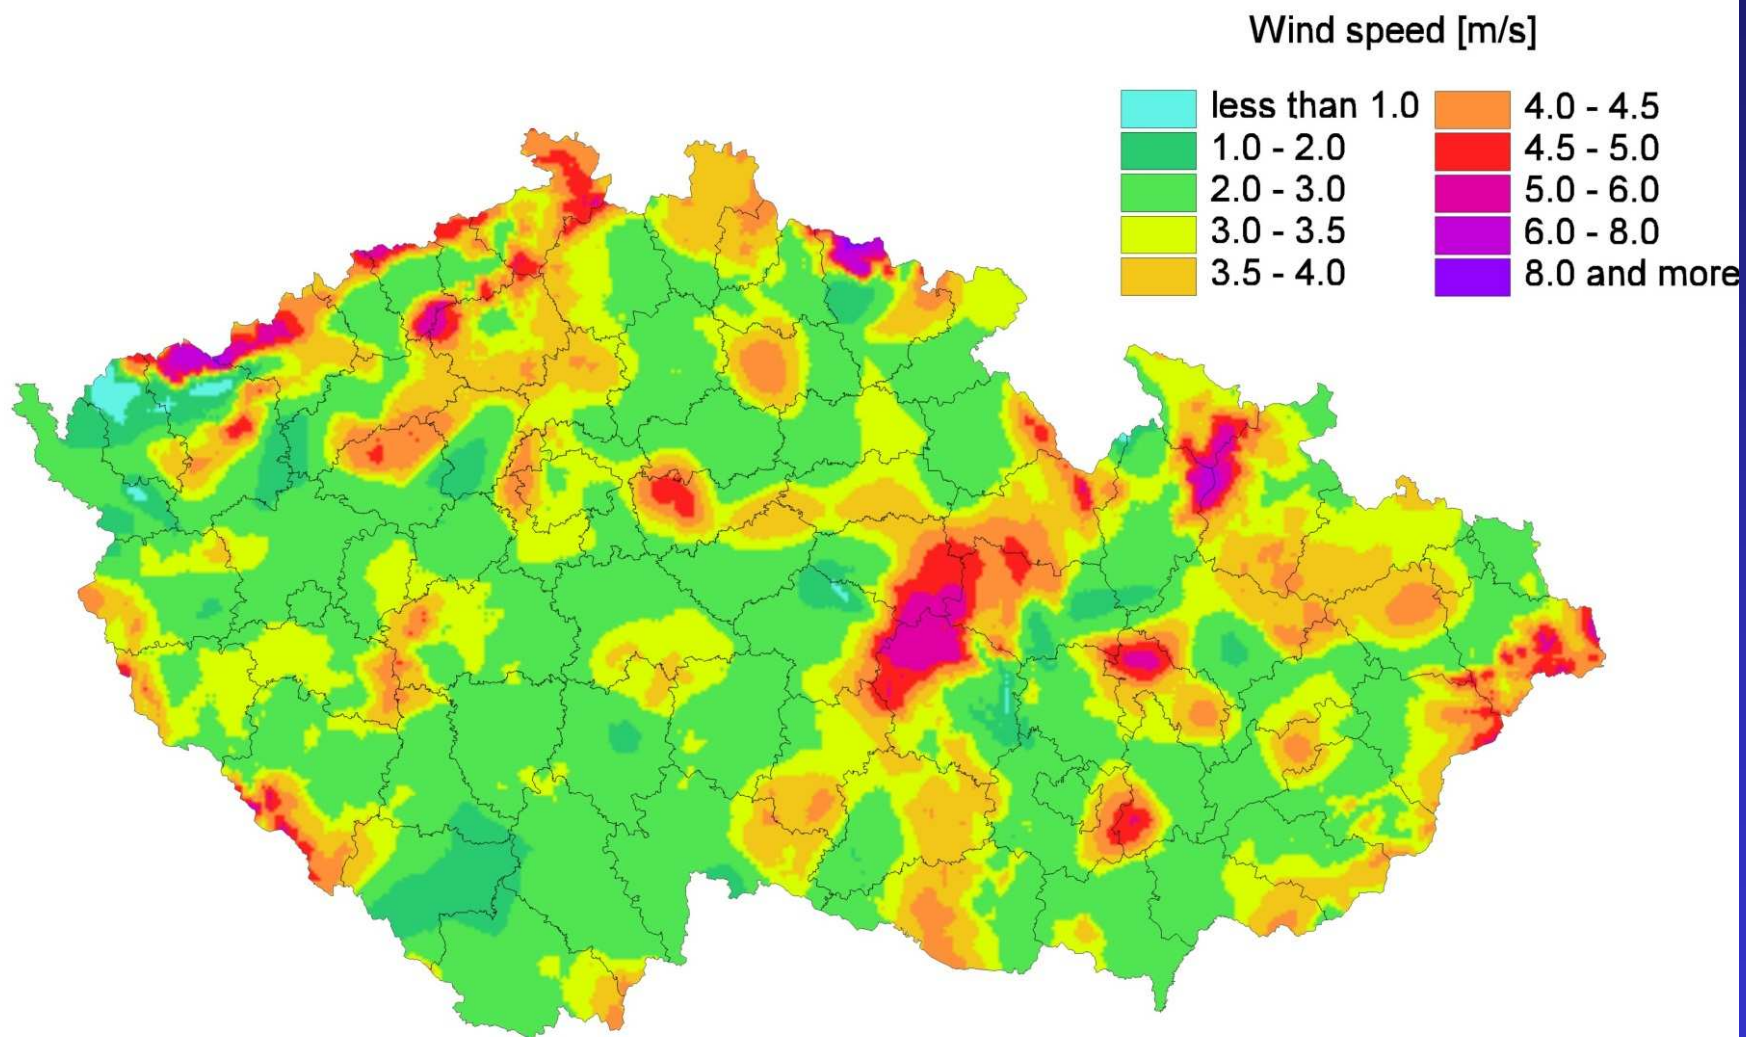 Wind speed [m/s]
less than 1.0
1.0 - 2.0
2.0 - 3.0
3.0 - 3.5
3.5 - 4.0
4.0 - 4.5
4.5 - 5.0
5.0 - 6.0
6.0 - 8.0
8.0 and more